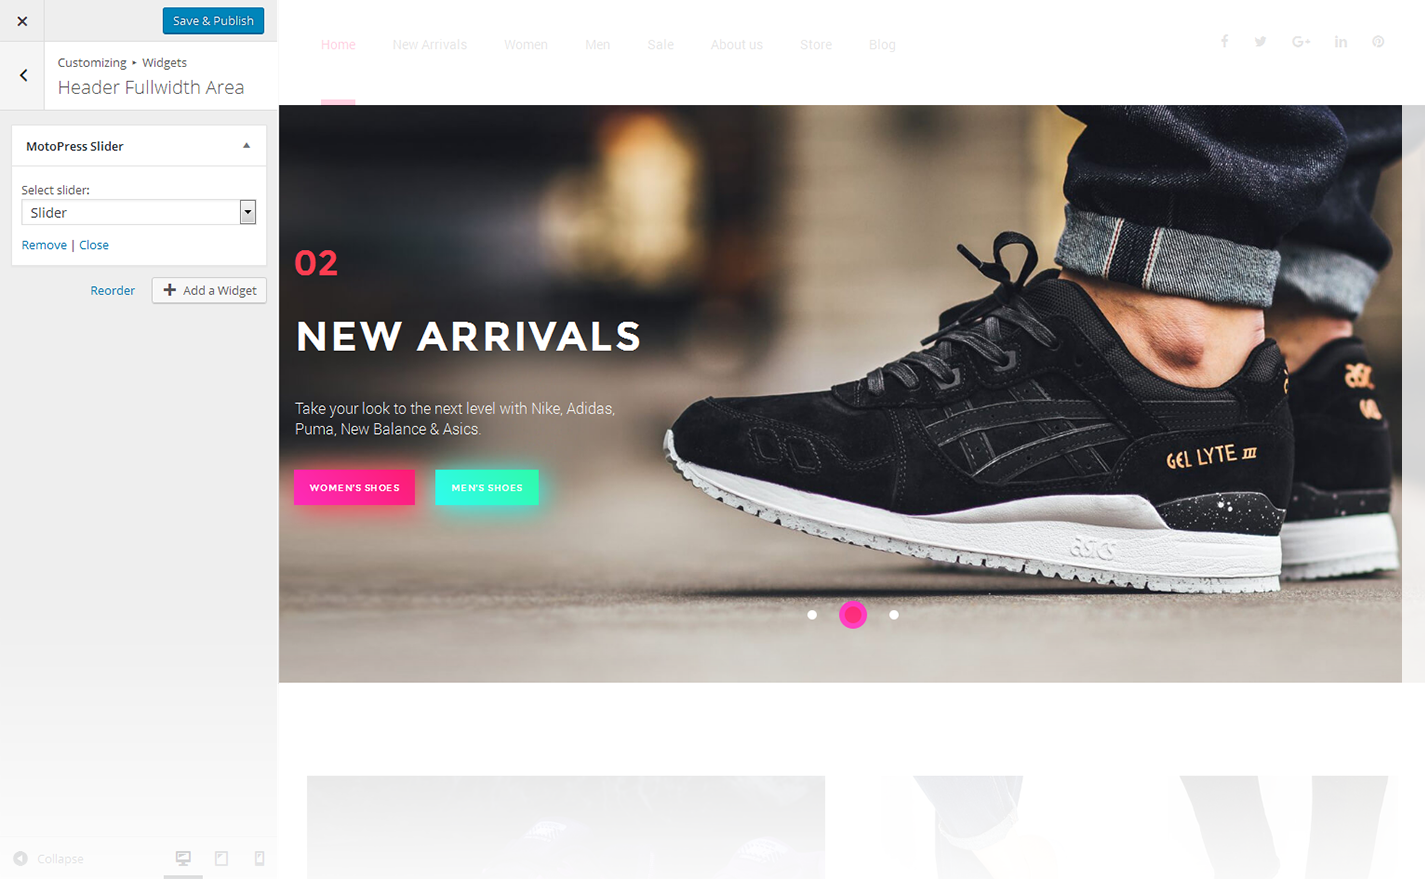 Save & Publish
Customizing ▸ Widgets
Header Fullwidth Area
MotoPress Slider
Select slider:
Slider
Remove | Close
Reorder
Add a Widget
Collapse
Home New Arrivals Women Men Sale About us Store Blog
02
NEW ARRIVALS
Take your look to the next level with Nike, Adidas,
Puma, New Balance & Asics.
WOMEN'S SHOES MEN'S SHOES
GEL LYTE III
asics